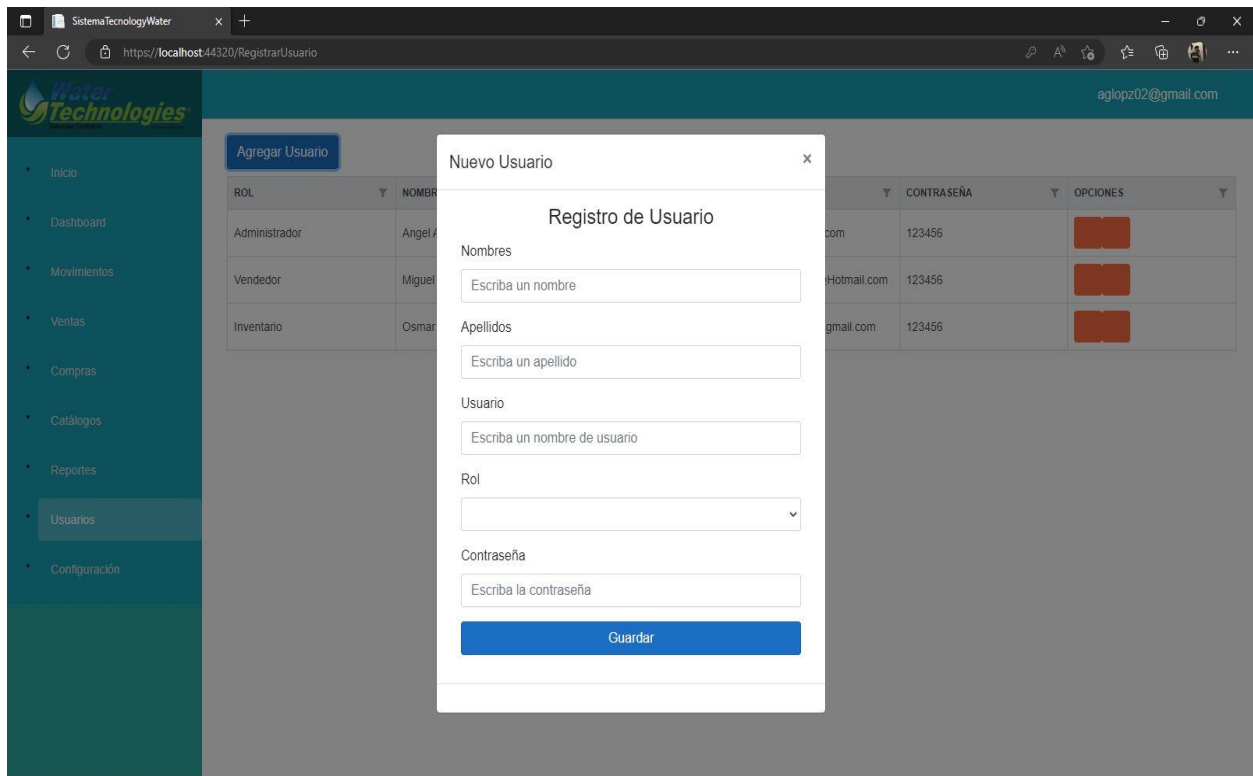 SistemaTecnologyWater
https://localhost:44320/RegistrarUsuario
Water
Technologies
aglopz02@gmail.com
Inicio
Dashboard
Movimientos
Ventas
Compras
Catálogos
Reportes
Usuarios
Configuración
Agregar Usuario
ROL NOMBR CONTRASEÑA OPCIONES
Administrador Angel A com 123456
Vendedor Miguel Hotmail.com 123456
Inventario Osmar gmail.com 123456
Nuevo Usuario ×
Registro de Usuario
Nombres
Escriba un nombre
Apellidos
Escriba un apellido
Usuario
Escriba un nombre de usuario
Rol
Contraseña
Escriba la contraseña
Guardar